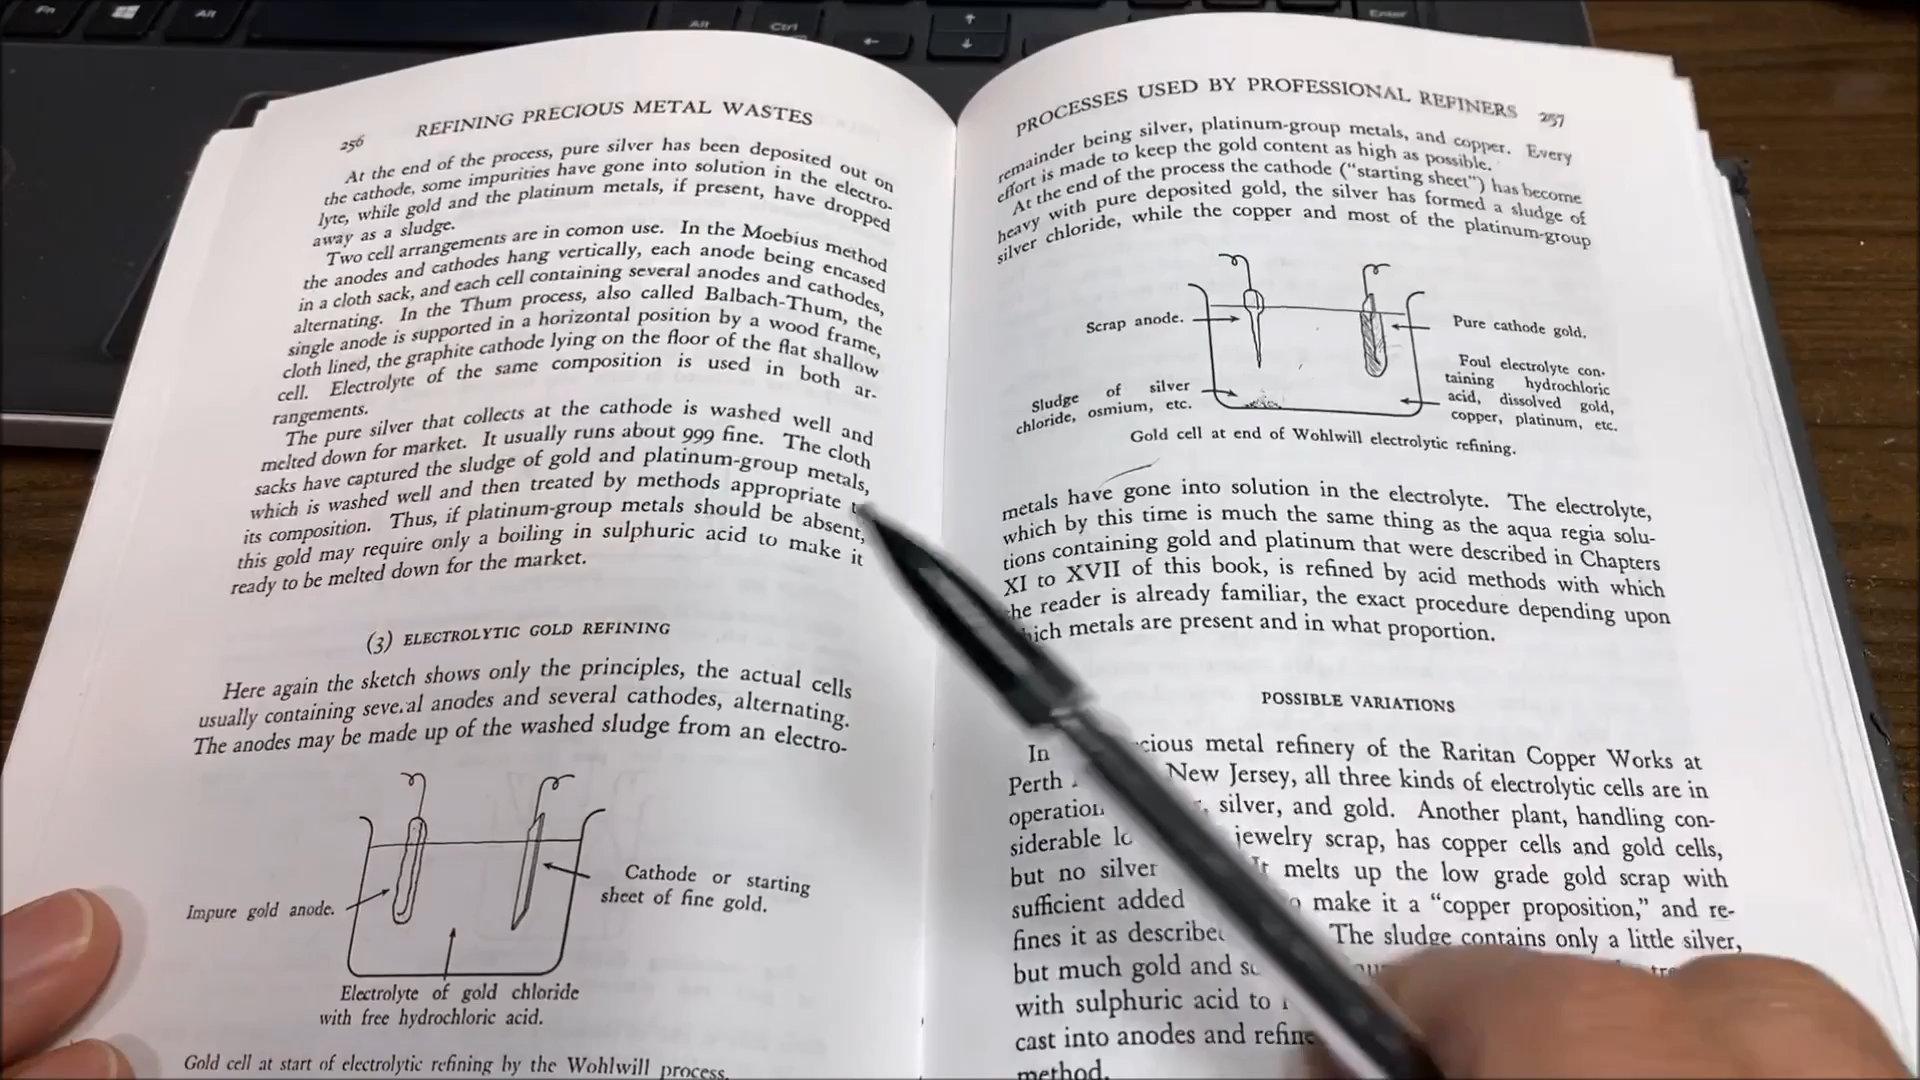 Fn
Alt
Alt
Ctrl
Enter
256
REFINING PRECIOUS METAL WASTES
At the end of the process, pure silver has been deposited out on
the cathode, some impurities have gone into solution in the electro-
lyte, while gold and the platinum metals, if present, have dropped
away as a sludge.
Two cell arrangements are in comon use. In the Moebius method
the anodes and cathodes hang vertically, each anode being encased
in a cloth sack, and each cell containing several anodes and cathodes,
alternating. In the Thum process, also called Balbach-Thum, the
single anode is supported in a horizontal position by a wood frame,
cloth lined, the graphite cathode lying on the floor of the flat shallow
cell. Electrolyte of the same composition is used in both ar-
rangements.
The pure silver that collects at the cathode is washed well and
melted down for market. It usually runs about 999 fine. The cloth
sacks have captured the sludge of gold and platinum-group metals,
which is washed well and then treated by methods appropriate
its composition. Thus, if platinum-group metals should be absent,
this gold may require only a boiling in sulphuric acid to make it
ready to be melted down for the market.
(3) ELECTROLYTIC GOLD REFINING
Here again the sketch shows only the principles, the actual cells
usually containing several anodes and several cathodes, alternating.
The anodes may be made up of the washed sludge from an electro-
Impure gold anode.
Cathode or starting
sheet of fine gold.
Electrolyte of gold chloride
with free hydrochloric acid.
Gold cell at start of electrolytic refining by the Wohlwill process.
PROCESSES USED BY PROFESSIONAL REFINERS
257
remainder being silver, platinum-group metals, and copper. Every
effort is made to keep the gold content as high as possible.
At the end of the process the cathode ("starting sheet") has become
heavy with pure deposited gold, the silver has formed a sludge of
silver chloride, while the copper and most of the platinum-group
Scrap anode.
Pure cathode gold.
Sludge of silver
chloride, osmium, etc.
Foul electrolyte con-
taining hydrochloric
acid, dissolved gold,
copper, platinum, etc.
Gold cell at end of Wohlwill electrolytic refining.
metals have gone into solution in the electrolyte. The electrolyte,
which by this time is much the same thing as the aqua regia solu-
tions containing gold and platinum that were described in Chapters
XI to XVII of this book, is refined by acid methods with which
the reader is already familiar, the exact procedure depending upon
which metals are present and in what proportion.
POSSIBLE VARIATIONS
In cious metal refinery of the Raritan Copper Works at
Perth New Jersey, all three kinds of electrolytic cells are in
operation silver, and gold. Another plant, handling con-
siderable jewelry scrap, has copper cells and gold cells,
but no silver It melts up the low grade gold scrap with
sufficient added make it a "copper proposition," and re-
fines it as described The sludge contains only a little silver,
but much gold and
with sulphuric acid to
cast into anodes and refine
method.